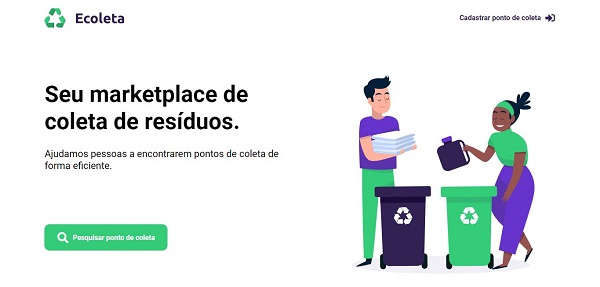 Ecoleta
Cadastrar ponto de coleta
Seu marketplace de
coleta de resíduos.
Ajudamos pessoas a encontrarem pontos de coleta de
forma eficiente.
Pesquisar ponto de coleta